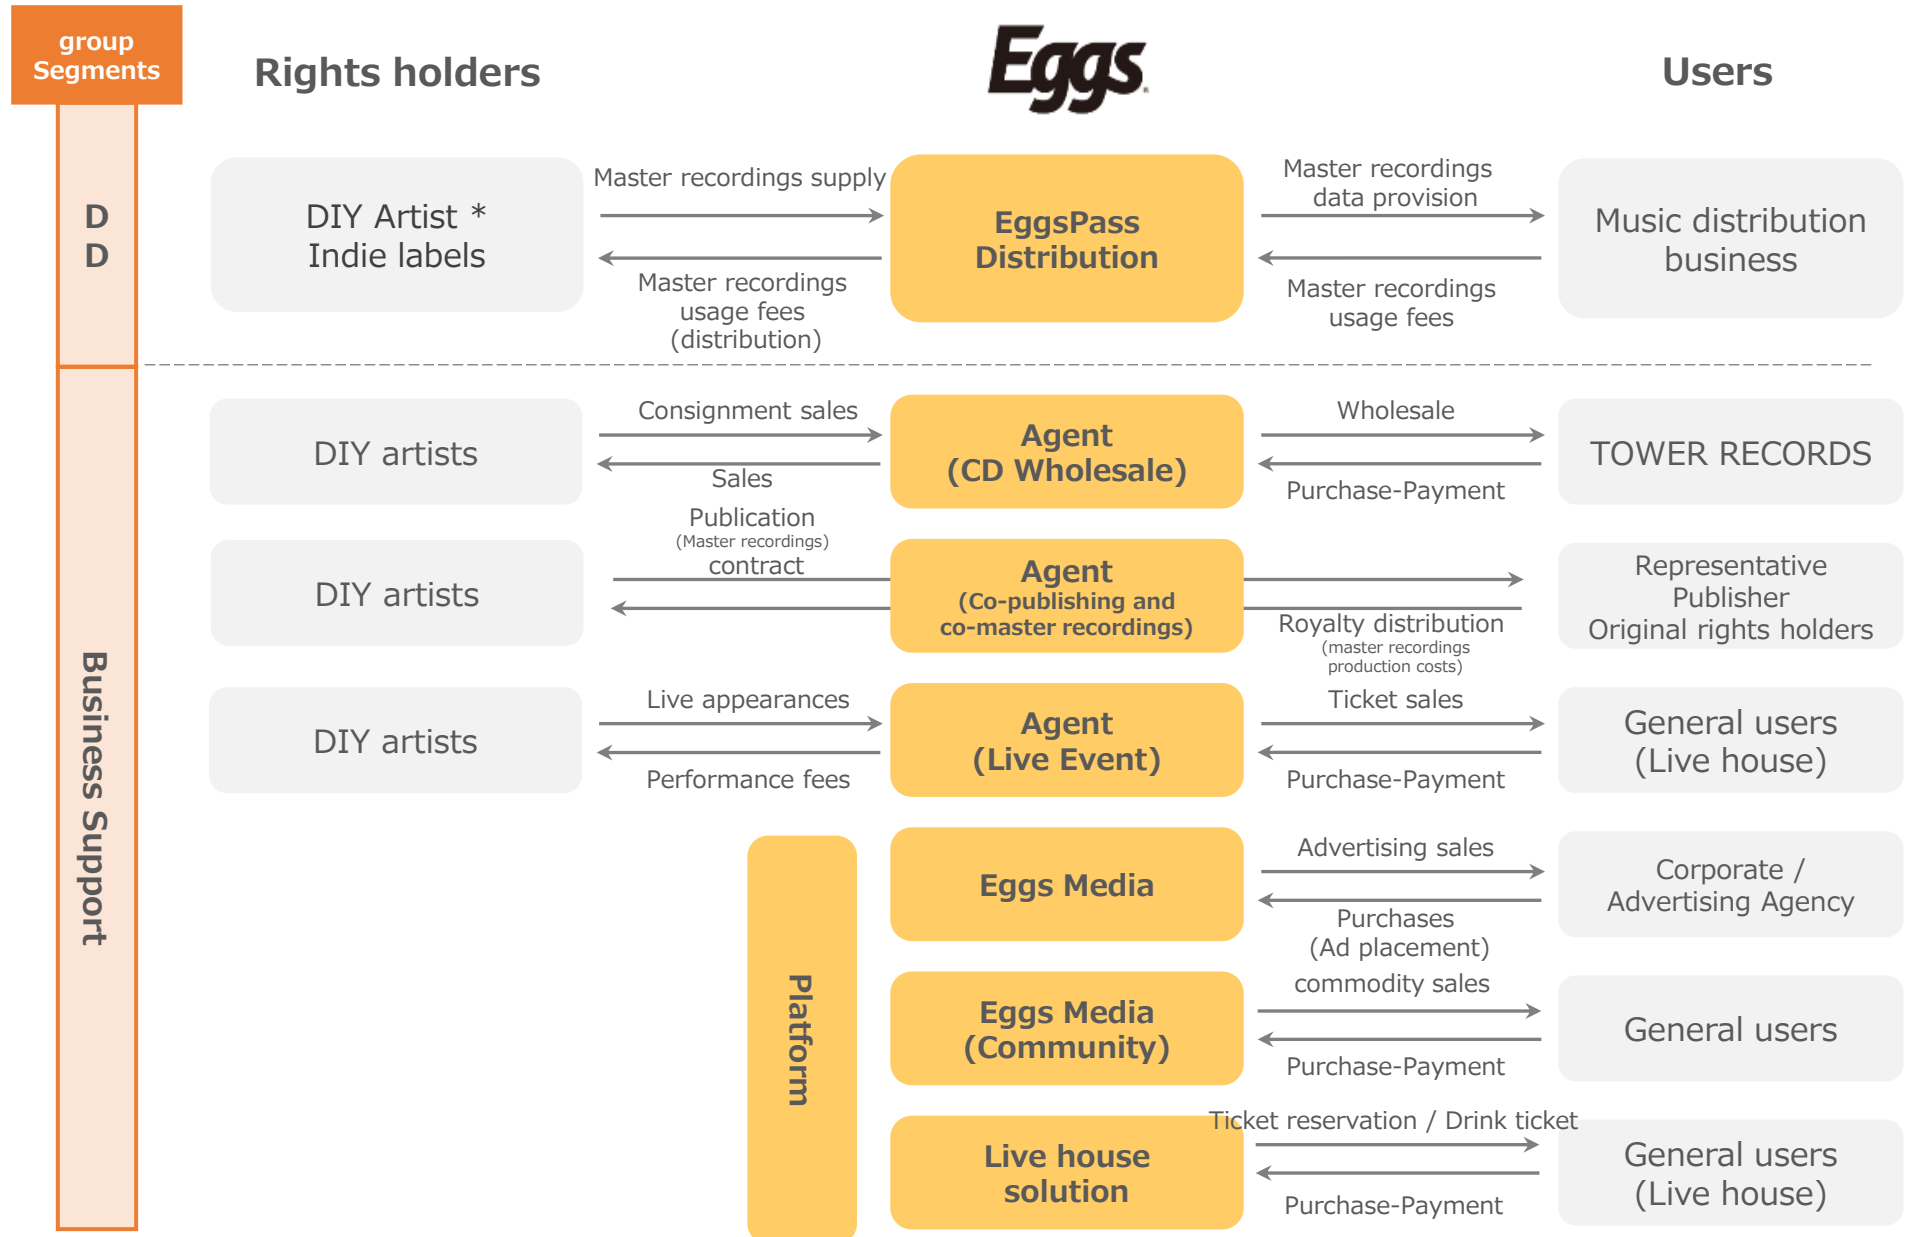 group
Segments
Rights holders
Eggs®
Users
D
D
DIY Artist *
Indie labels
Master recordings supply
Master recordings
usage fees
(distribution)
EggsPass
Distribution
Master recordings
data provision
Master recordings
usage fees
Music distribution
business
Business Support
DIY artists
Consignment sales
Sales
Agent
(CD Wholesale)
Wholesale
Purchase-Payment
TOWER RECORDS
DIY artists
Publication
(Master recordings)
contract
Agent
(Co-publishing and
co-master recordings)
Royalty distribution
(master recordings
production costs)
Representative
Publisher
Original rights holders
DIY artists
Live appearances
Performance fees
Agent
(Live Event)
Ticket sales
Purchase-Payment
General users
(Live house)
Platform
Eggs Media
Advertising sales
Purchases
(Ad placement)
Corporate /
Advertising Agency
Eggs Media
(Community)
commodity sales
Purchase-Payment
General users
Live house
solution
Ticket reservation / Drink ticket
Purchase-Payment
General users
(Live house)